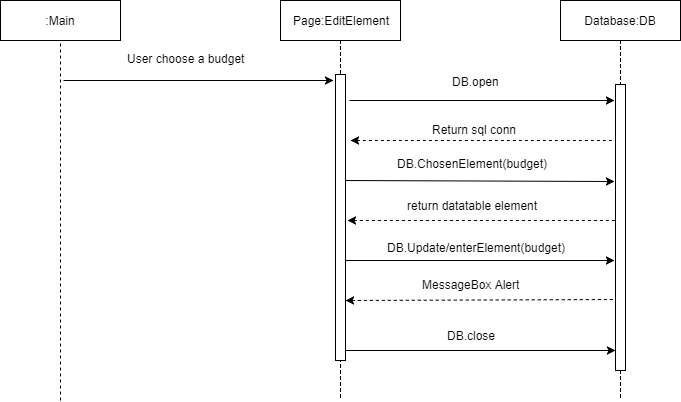 :Main
Page:EditElement
Database:DB
User choose a budget
DB.open
Return sql conn
DB.ChosenElement(budget)
return datatable element
DB.Update/enterElement(budget)
MessageBox Alert
DB.close